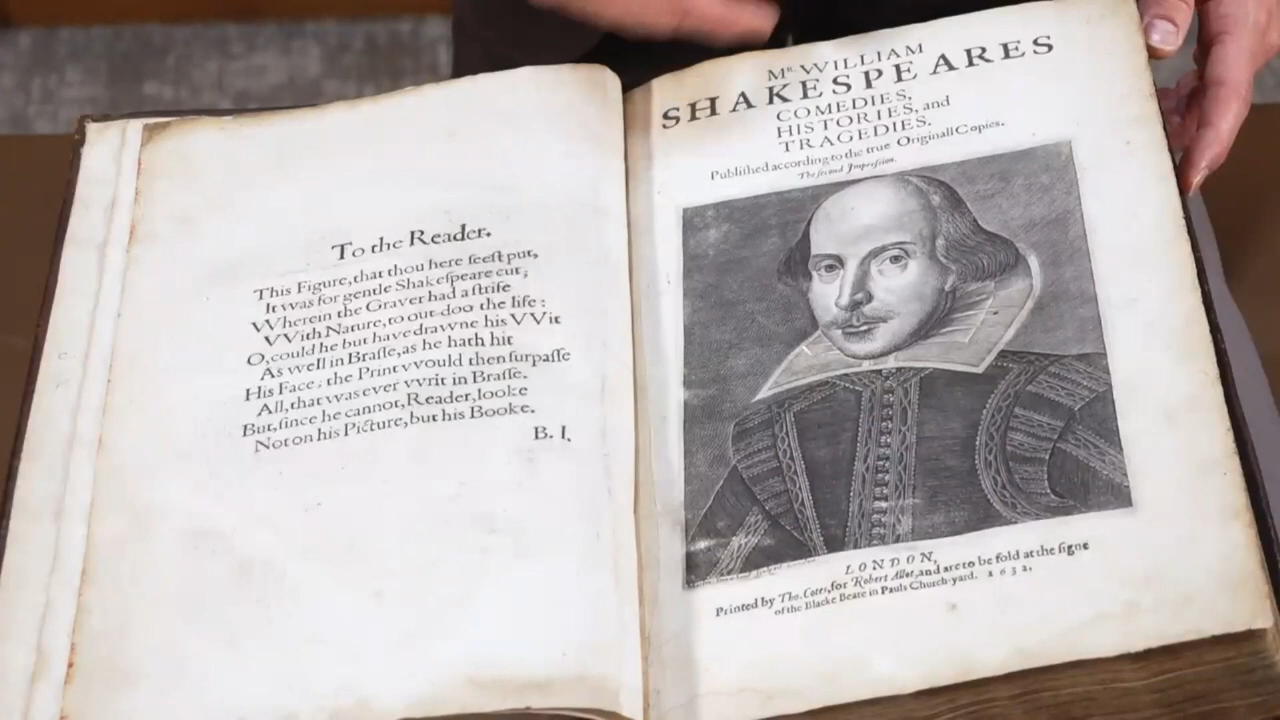 To the Reader.
This Figure, that thou here seeſt put,
It vvas for gentle Shakeſpeare cut;
VVherein the Graver had a ſtrife
VVith Nature, to out-doo the life:
O, could he but have drawne his VVit
As well in Braſſe, as he hath hit
His Face; the Print vvould then ſurpaſſe
All, that vvas ever vvrit in Braſſe.
But, ſince he cannot, Reader, looke
Not on his Picture, but his Booke.
B. I.
Mr. WILLIAM
SHAKESPEARES
COMEDIES,
HISTORIES, and
TRAGEDIES.
Publiſhed according to the true Originall Copies.
The ſecond Impreſſion.
LONDON,
Printed by Tho. Cotes, for Robert Allot, and are to be ſold at the ſigne
of the Blacke Beare in Pauls Church-yard. 1632.